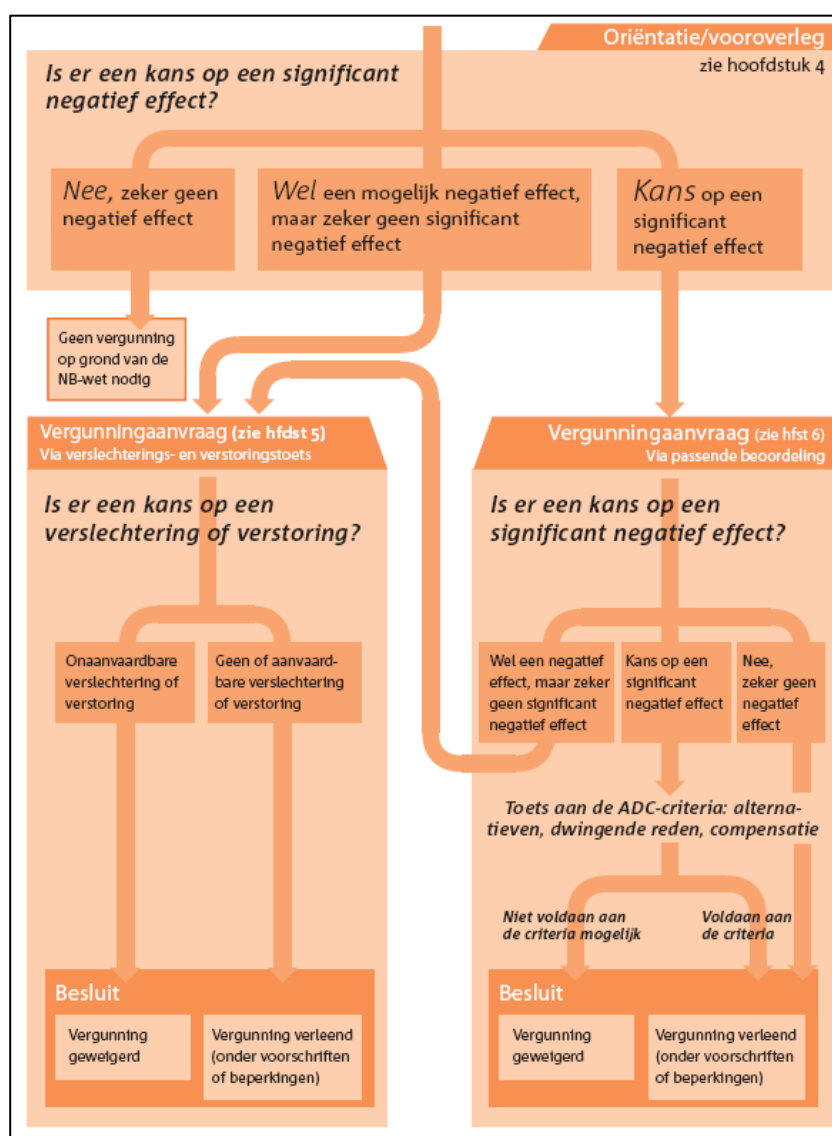 Oriëntatie/vooroverleg
zie hoofdstuk 4
Is er een kans op een significant
negatief effect?
Nee, zeker geen
negatief effect
Wel een mogelijk negatief effect,
maar zeker geen significant
negatief effect
Kans op een
significant
negatief effect
Geen vergunning
op grond van de
NB-wet nodig
Vergunningaanvraag (zie hfdst 5)
Via verslechterings- en verstoringstoets
Is er een kans op een
verslechtering of verstoring?
Onaanvaardbare
verslechtering of
verstoring
Geen of aanvaard-
bare verslechtering
of verstoring
Besluit
Vergunning
geweigerd
Vergunning verleend
(onder voorschriften
of beperkingen)
Vergunningaanvraag (zie hfst 6)
Via passende beoordeling
Is er een kans op een
significant negatief effect?
Wel een negatief
effect, maar zeker
geen significant
negatief effect
Kans op een
significant
negatief effect
Nee,
zeker geen
negatief
effect
Toets aan de ADC-criteria: alterna-
tieven, dwingende reden, compensatie
Niet voldaan aan
de criteria mogelijk
Voldaan aan
de criteria
Besluit
Vergunning
geweigerd
Vergunning verleend
(onder voorschriften
of beperkingen)